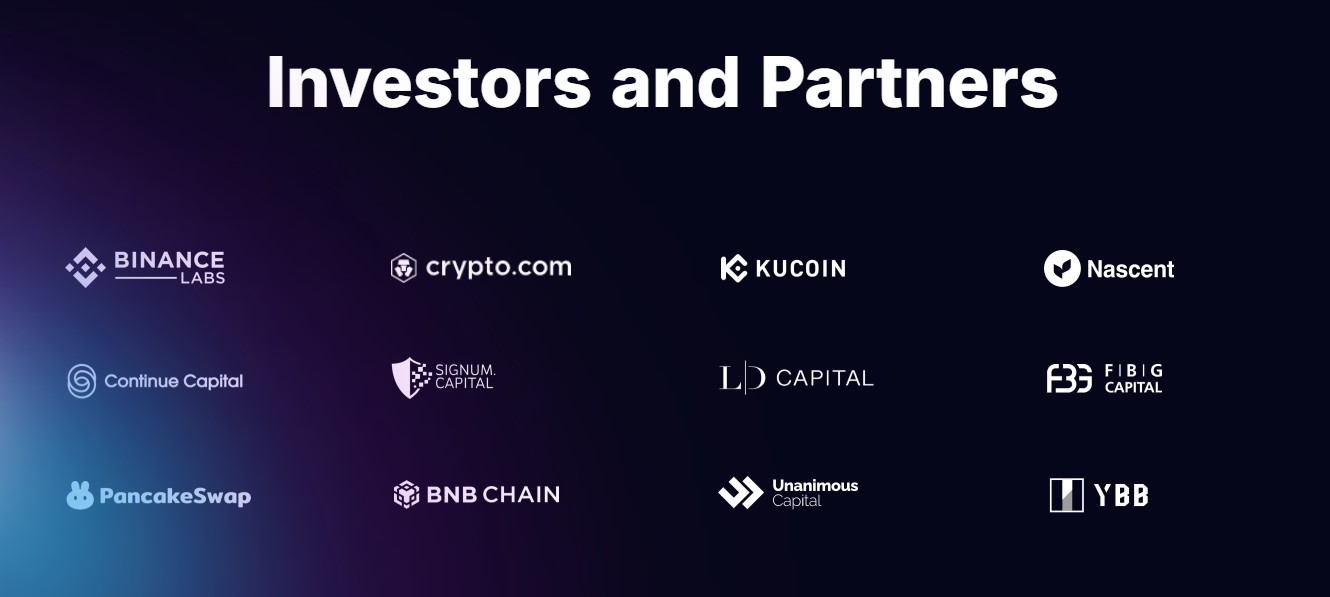 Investors and Partners
BINANCE
LABS
crypto.com
KUCOIN
Nascent
Continue Capital
SIGNUM.
CAPITAL
LD CAPITAL
FBG
F|B|G
CAPITAL
PancakeSwap
BNB CHAIN
Unanimous
Capital
YBB